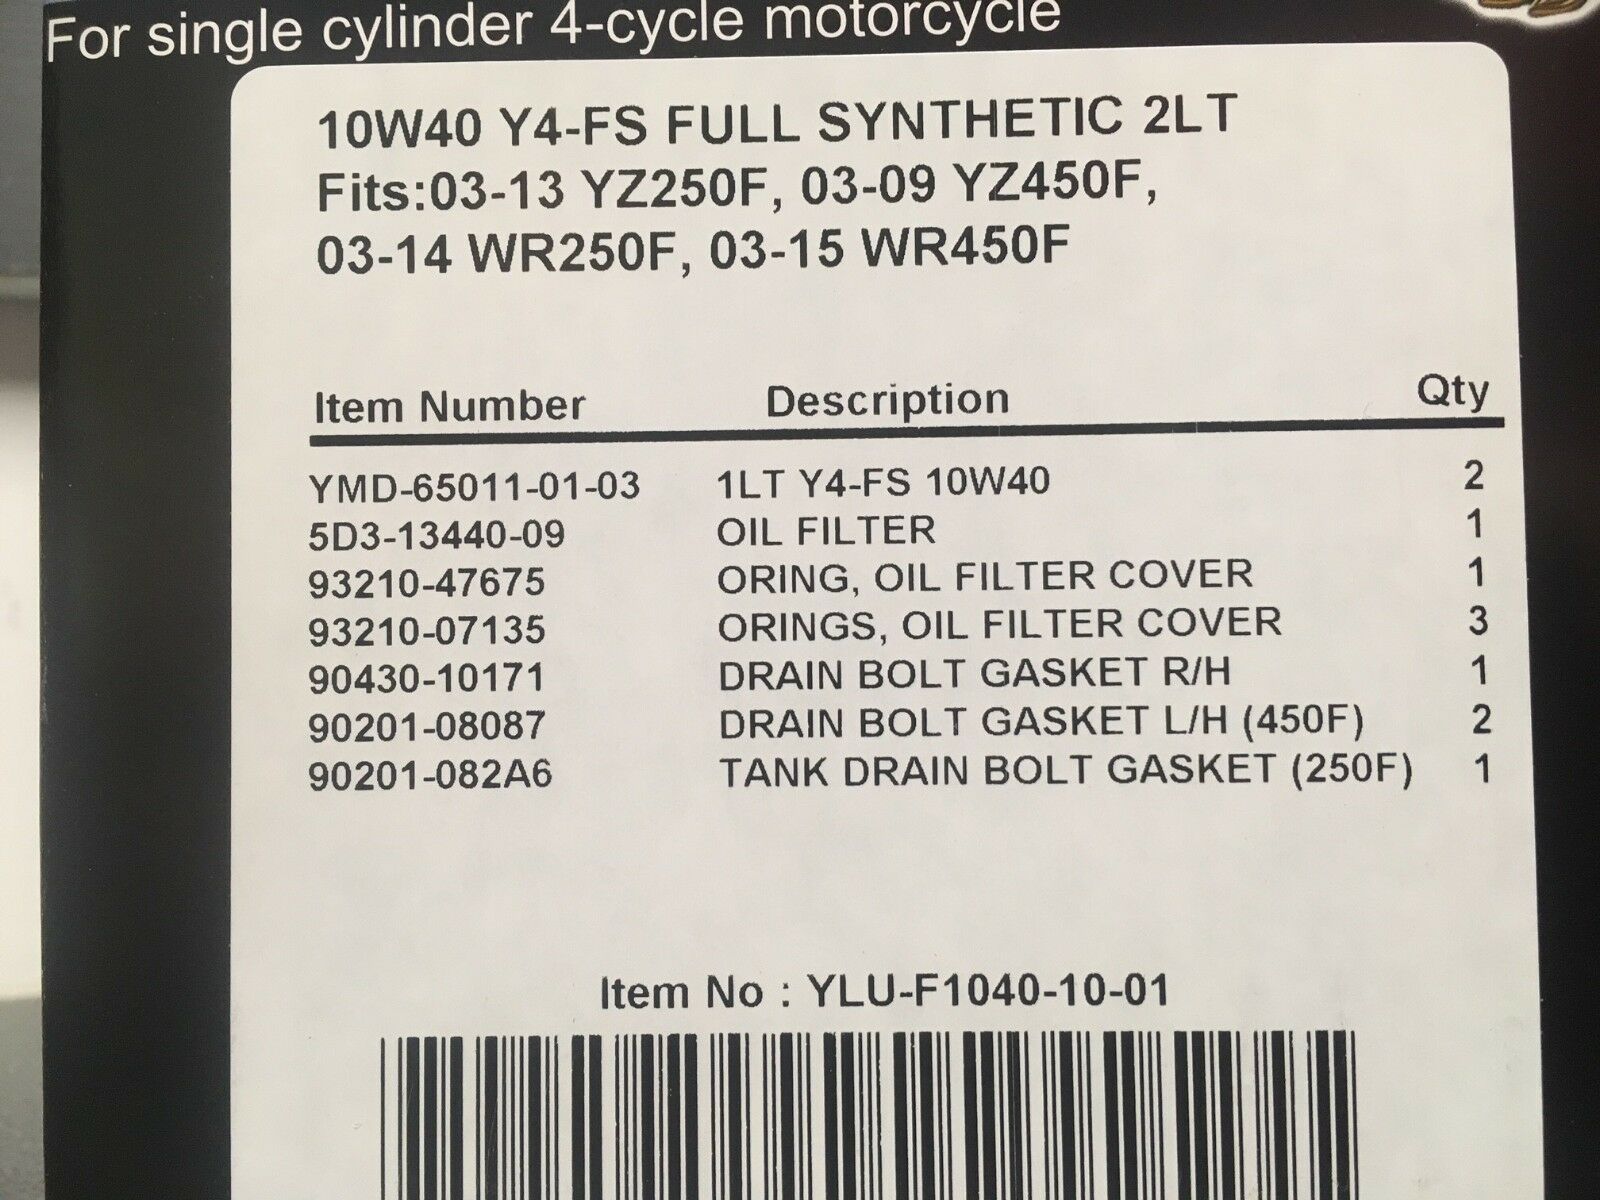 For single cylinder 4-cycle motorcycle
10W40 Y4-FS FULL SYNTHETIC 2LT
Fits:03-13 YZ250F, 03-09 YZ450F,
03-14 WR250F, 03-15 WR450F
Item Number Description Qty
YMD-65011-01-03 1LT Y4-FS 10W40 2
5D3-13440-09 OIL FILTER 1
93210-47675 ORING, OIL FILTER COVER 1
93210-07135 ORINGS, OIL FILTER COVER 3
90430-10171 DRAIN BOLT GASKET R/H 1
90201-08087 DRAIN BOLT GASKET L/H (450F) 2
90201-082A6 TANK DRAIN BOLT GASKET (250F) 1
Item No : YLU-F1040-10-01